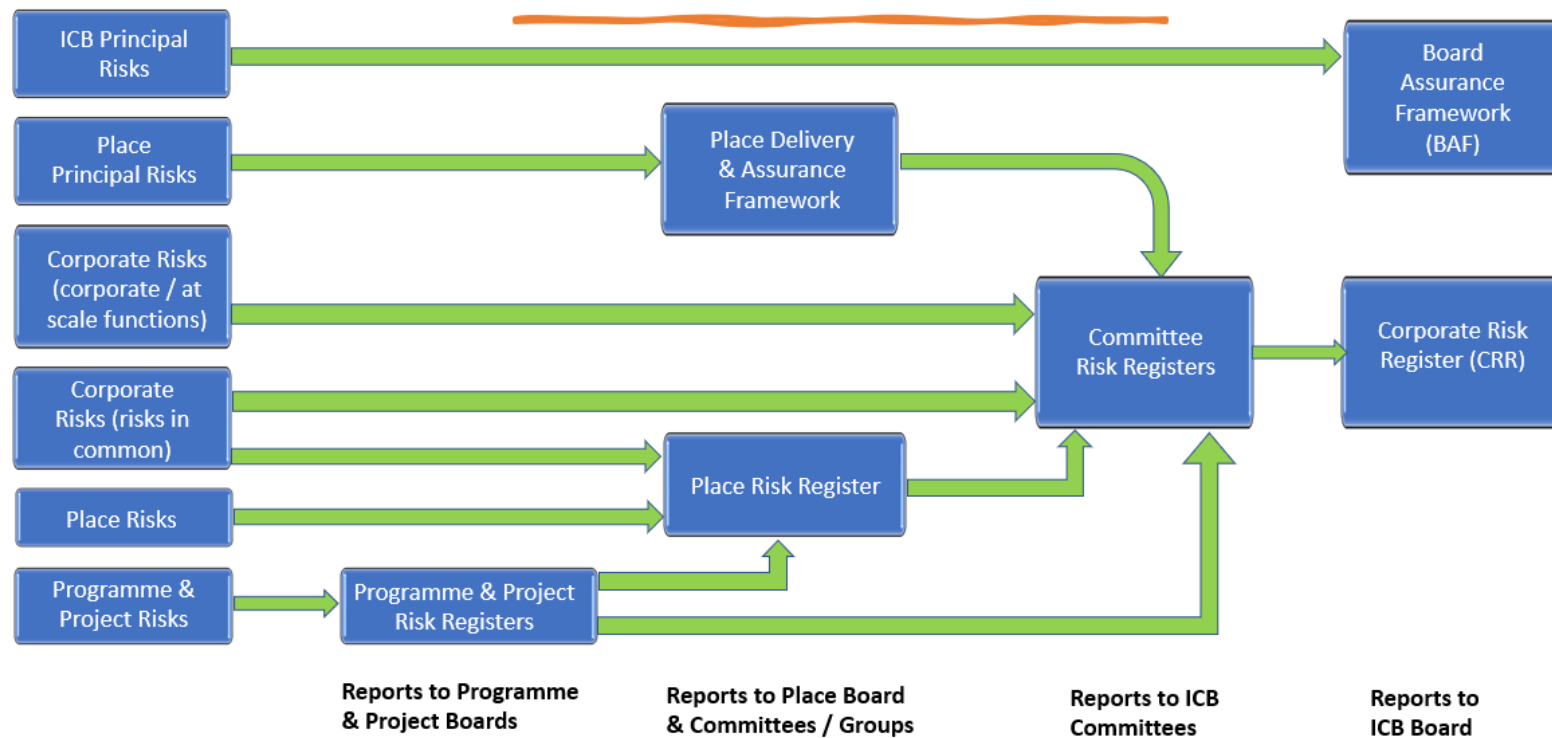 ICB Principal
Risks
Board
Assurance
Framework
(BAF)
Place
Principal Risks
Place Delivery
& Assurance
Framework
Corporate Risks
(corporate / at
scale functions)
Committee
Risk Registers
Corporate Risk
Register (CRR)
Corporate
Risks (risks in
common)
Place Risk Register
Place Risks
Programme &
Project Risks
Programme & Project
Risk Registers
Reports to Programme
& Project Boards
Reports to Place Board
& Committees / Groups
Reports to ICB
Committees
Reports to
ICB Board